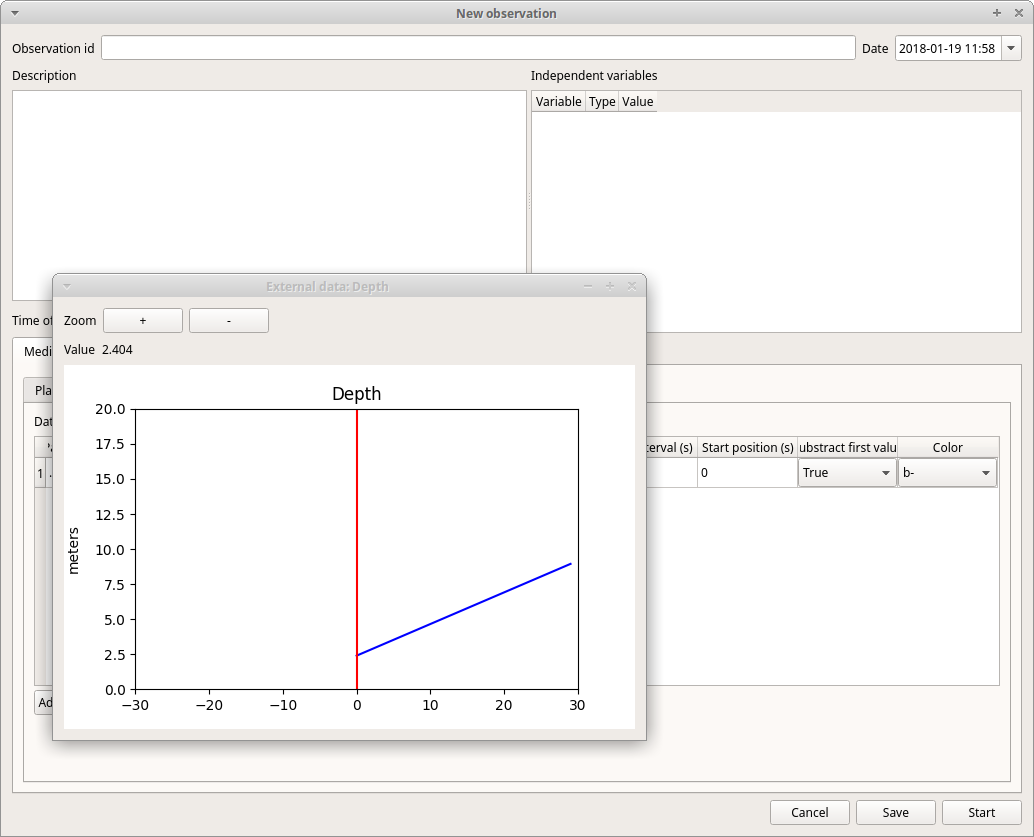 New observation
Observation id
Date 2018-01-19 11:58
Description
Independent variables
Variable Type Value
External data: Depth
Zoom + -
Value 2.404
Depth
20.0
17.5
15.0
12.5
10.0
7.5
5.0
2.5
0.0
meters
−30 −20 −10 0 10 20 30
Time of
Medi
Pla
Dat
terval (s) Start position (s) ubstract first valu Color
1 0 True b-
Ad
Cancel Save Start